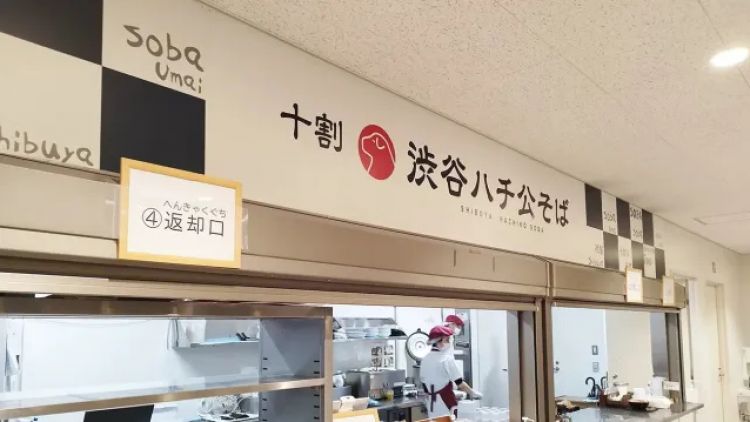 soba
umai
hibuya
十割 渋谷ハチ公そば
SHIBUYA HACHIKO SOBA
へんきゃくぐち
④返却口